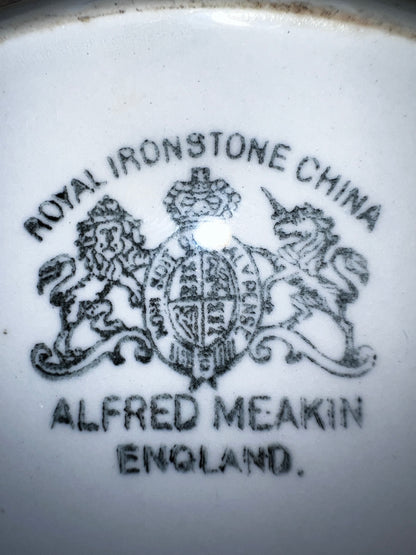 ROYAL IRONSTONE CHINA
ALFRED MEAKIN
ENGLAND.